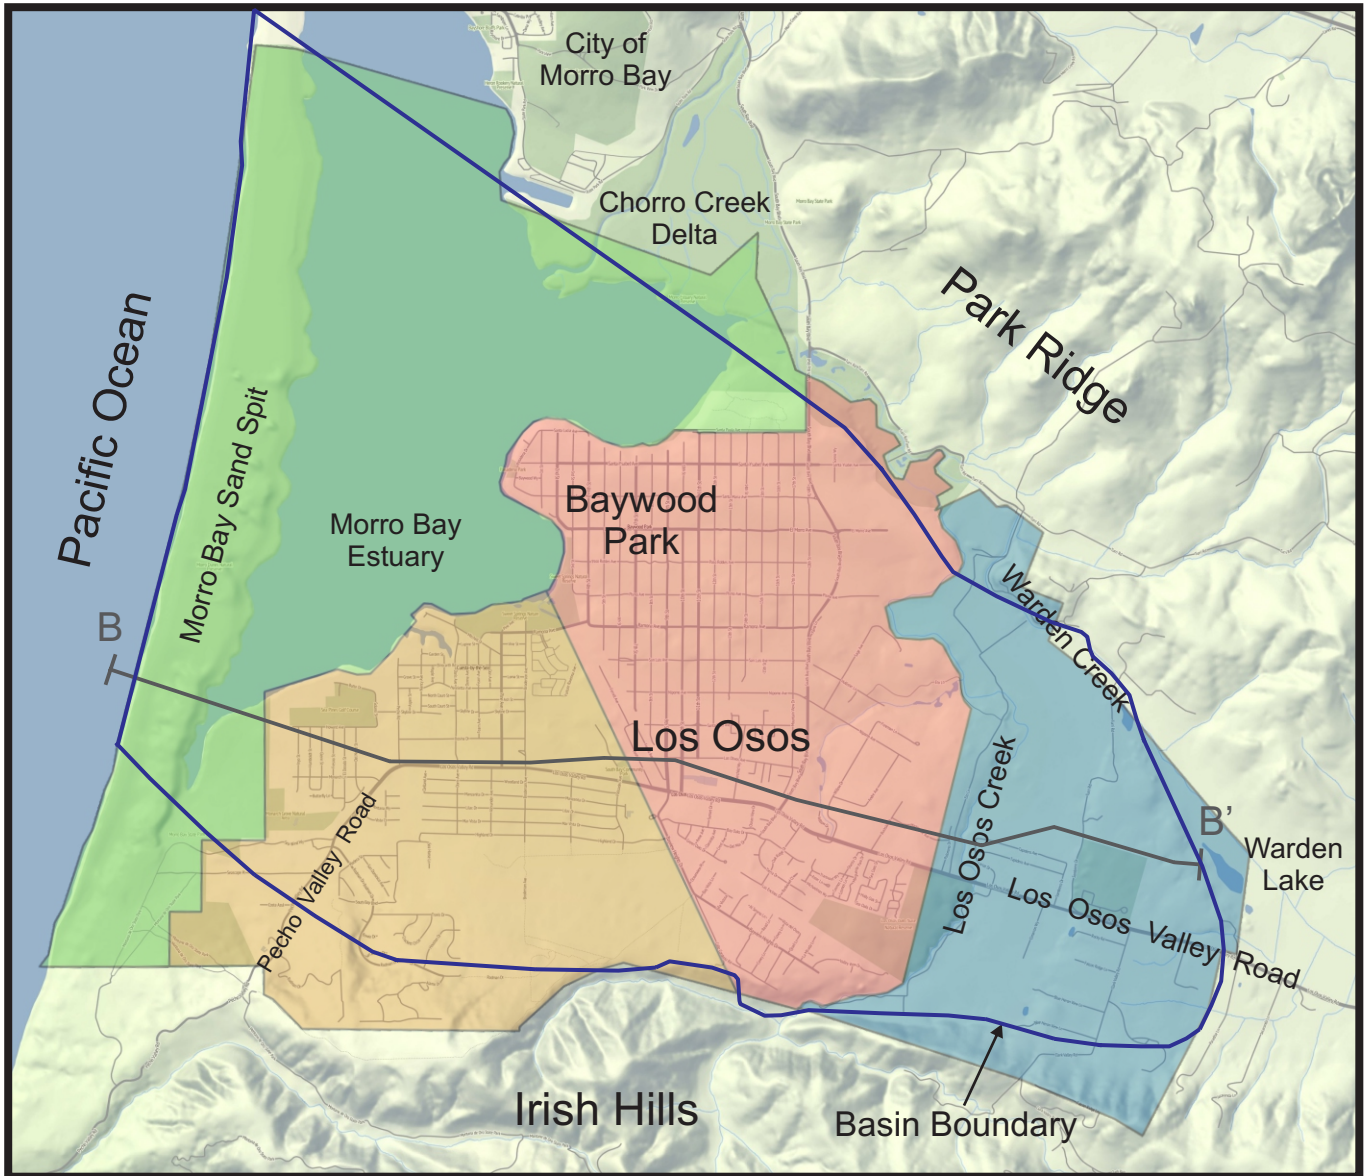 City of
Morro Bay
Chorro Creek
Delta
Park Ridge
Pacific Ocean
Morro Bay Sand Spit
Morro Bay
Estuary
Baywood
Park
Warden Creek
B
Los Osos
Pecho Valley Road
Los Osos Creek
B’
Warden
Lake
Los Osos Valley Road
Irish Hills
Basin Boundary